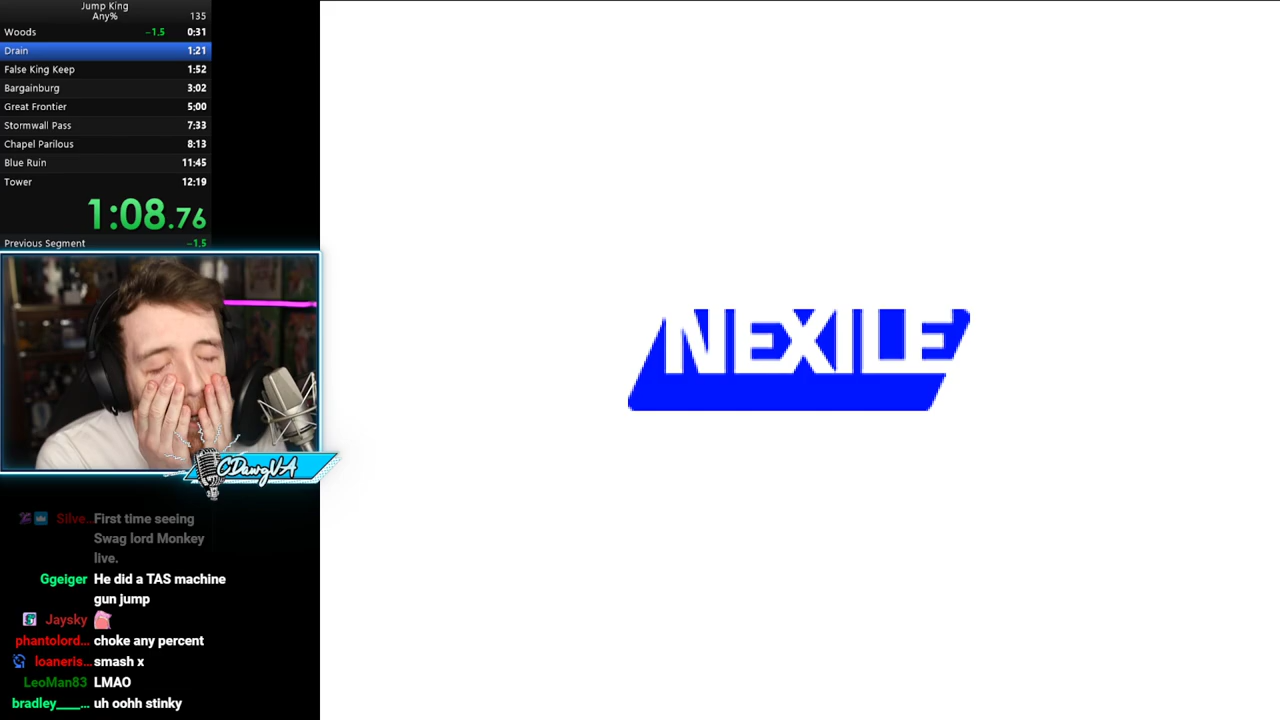 Jump King
Any% 135
Woods −1.5 0:31
Drain 1:21
False King Keep 1:52
Bargainburg 3:02
Great Frontier 5:00
Stormwall Pass 7:33
Chapel Parilous 8:13
Blue Ruin 11:45
Tower 12:19
1:08.76
Previous Segment −1.5
NEXILE
CDawgVA
Silve... First time seeing
Swag lord Monkey
live.
Ggeiger He did a TAS machine
gun jump
Jaysky
phantolord... choke any percent
loaneris... smash x
LeoMan83 LMAO
bradley___... uh oohh stinky